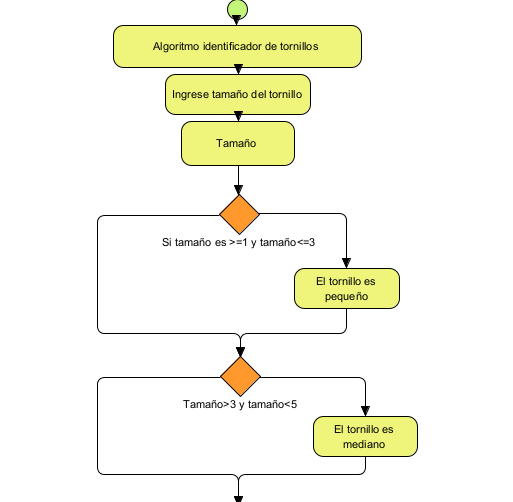 Algoritmo identificador de tornillos
Ingrese tamaño del tornillo
Tamaño
Si tamaño es >=1 y tamaño<=3
El tornillo es
pequeño
Tamaño>3 y tamaño<5
El tornillo es
mediano